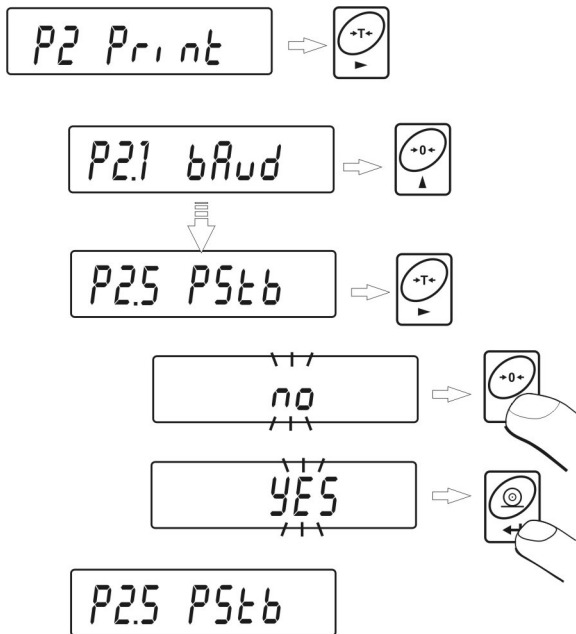 P2 Print
→T←
P2.1 bAud
→0←
P2.5 PStb
→T←
no
→0←
YES
P2.5 PStb